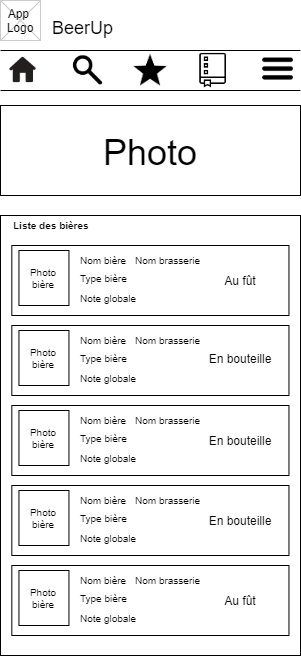 App
Logo
BeerUp
Photo
Liste des bières
Photo
bière
Nom bière Nom brasserie
Type bière
Note globale
Au fût
Photo
bière
Nom bière Nom brasserie
Type bière
Note globale
En bouteille
Photo
bière
Nom bière Nom brasserie
Type bière
Note globale
En bouteille
Photo
bière
Nom bière Nom brasserie
Type bière
Note globale
En bouteille
Photo
bière
Nom bière Nom brasserie
Type bière
Note globale
Au fût